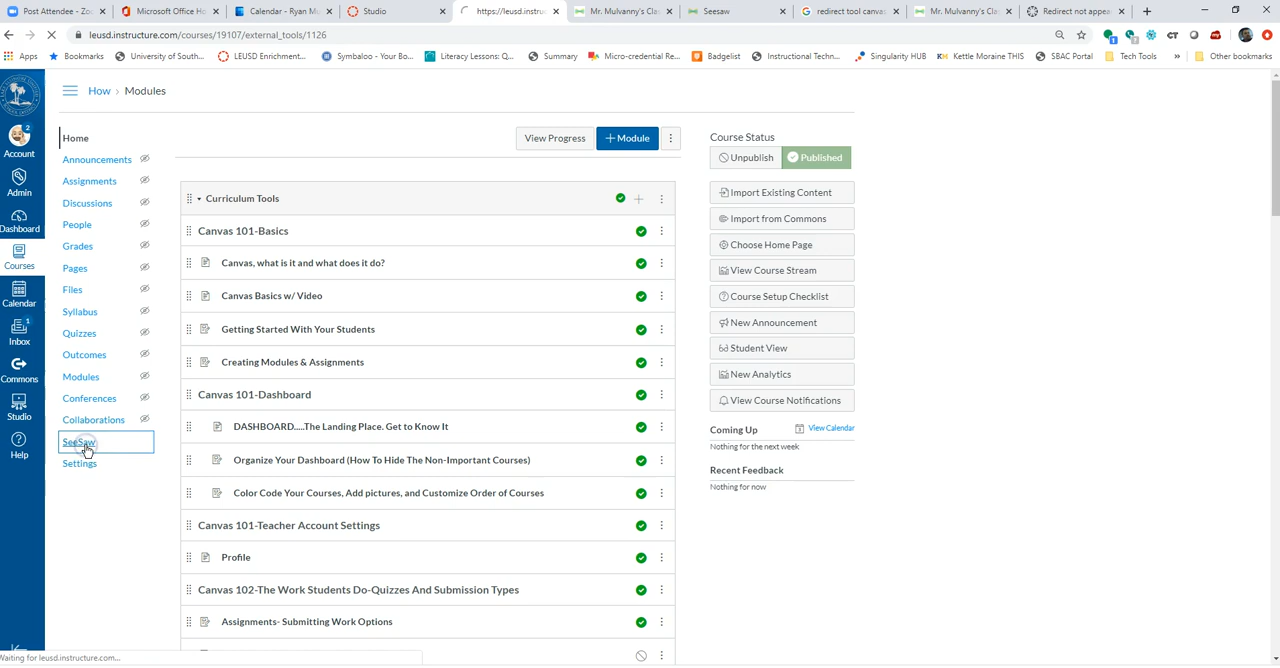 Post Attendee - Zoo
Microsoft Office Ho
Calendar - Ryan Mu
Studio
https://leusd.instruc
Mr. Mulvanny's Clas
Seesaw
redirect tool canvas
Mr. Mulvanny's Clas
Redirect not appea
leusd.instructure.com/courses/19107/external_tools/1126
Apps
Bookmarks
University of South...
LEUSD Enrichment...
Symbaloo - Your Bo...
Literacy Lessons Q...
Summary
Micro-credential Re...
Badgelist
Instructional Techn...
Singularity HUB
Kettle Moraine THIS
SBAC Portal
Tech Tools
»
Other bookmarks
How › Modules
2
Account
Admin
Dashboard
Courses
Calendar
1
Inbox
Commons
Studio
Help
Home
Announcements
Assignments
Discussions
People
Grades
Pages
Files
Syllabus
Quizzes
Outcomes
Modules
Conferences
Collaborations
SeeSaw
Settings
View Progress
+ Module
Curriculum Tools
Canvas 101-Basics
Canvas, what is it and what does it do?
Canvas Basics w/ Video
Getting Started With Your Students
Creating Modules & Assignments
Canvas 101-Dashboard
DASHBOARD.....The Landing Place. Get to Know It
Organize Your Dashboard (How To Hide The Non-Important Courses)
Color Code Your Courses, Add pictures, and Customize Order of Courses
Canvas 101-Teacher Account Settings
Profile
Canvas 102-The Work Students Do-Quizzes And Submission Types
Assignments- Submitting Work Options
Course Status
Unpublish
Published
Import Existing Content
Import from Commons
Choose Home Page
View Course Stream
Course Setup Checklist
New Announcement
Student View
New Analytics
View Course Notifications
Coming Up
View Calendar
Nothing for the next week
Recent Feedback
Nothing for now
Waiting for leusd.instructure.com...